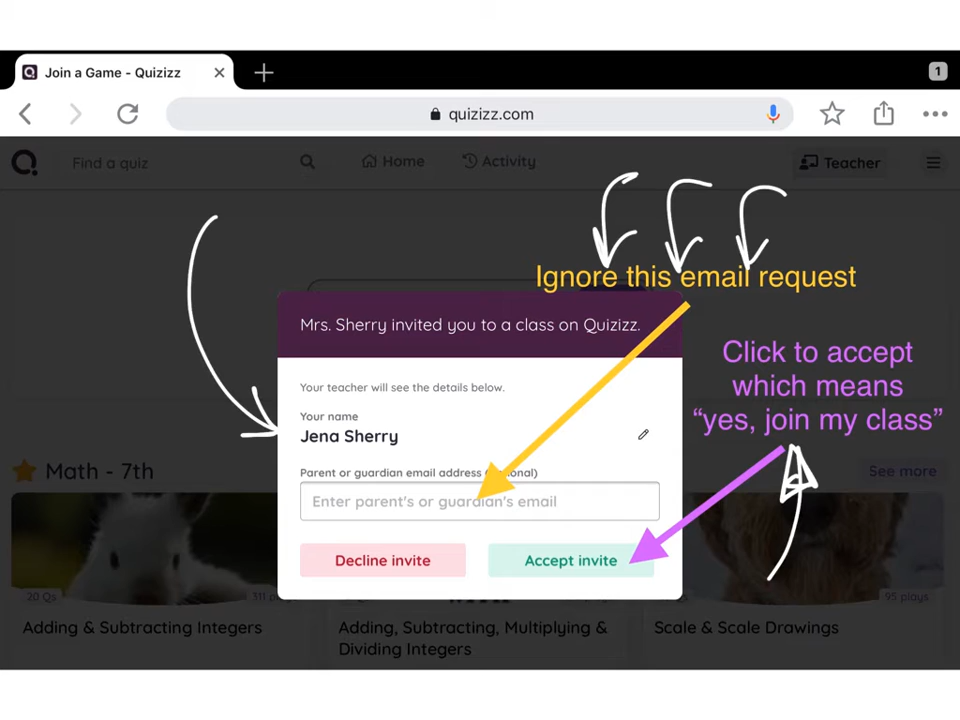 Join a Game - Quizizz
1
quizizz.com
Find a quiz
Home
Activity
Teacher
Ignore this email request
Mrs. Sherry invited you to a class on Quizizz.
Click to accept
which means
“yes, join my class”
Your teacher will see the details below.
Your name
Jena Sherry
Math - 7th
See more
Parent or guardian email address
Enter parent's or guardian's email
Decline invite
Accept invite
20 Qs
311
95 plays
Adding & Subtracting Integers
Adding, Subtracting, Multiplying &
Dividing Integers
Scale & Scale Drawings